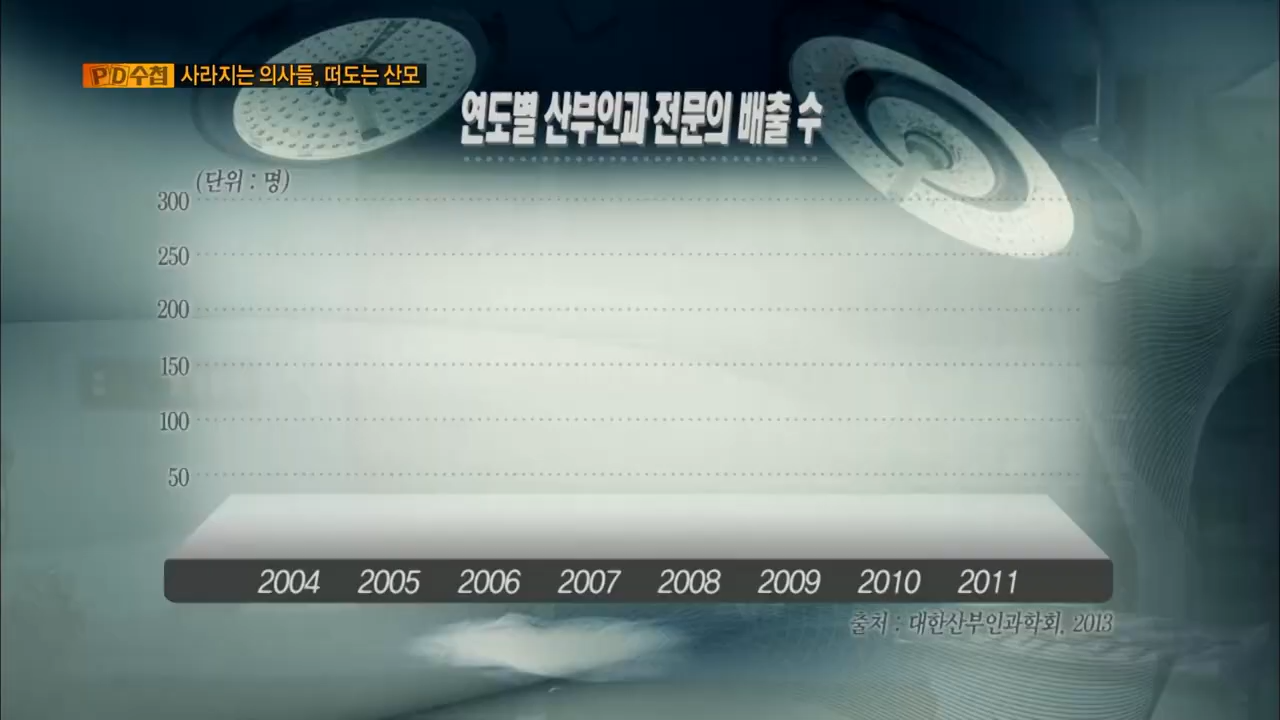 PD수첩 사라지는 의사들, 떠도는 산모
연도별 산부인과 전문의 배출 수
(단위 : 명)
300
250
200
150
100
50
2004 2005 2006 2007 2008 2009 2010 2011
출처 : 대한산부인과학회, 2013